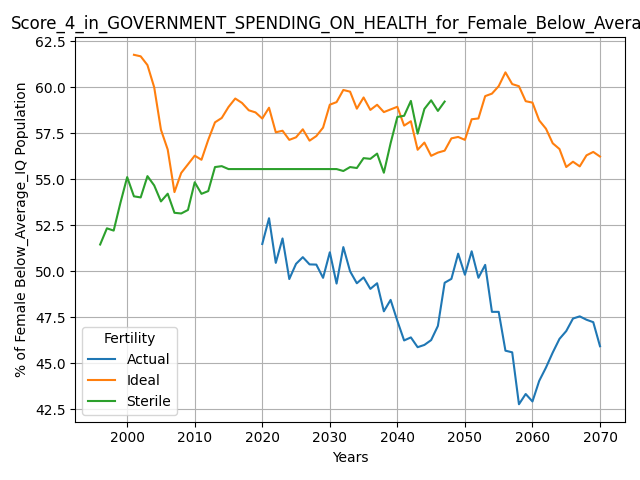 Score_4_in_GOVERNMENT_SPENDING_ON_HEALTH_for_Female_Below_Avera
% of Female Below_Average_IQ Population
62.5
60.0
57.5
55.0
52.5
50.0
47.5
45.0
42.5
Fertility
Actual
Ideal
Sterile
2000 2010 2020 2030 2040 2050 2060 2070
Years